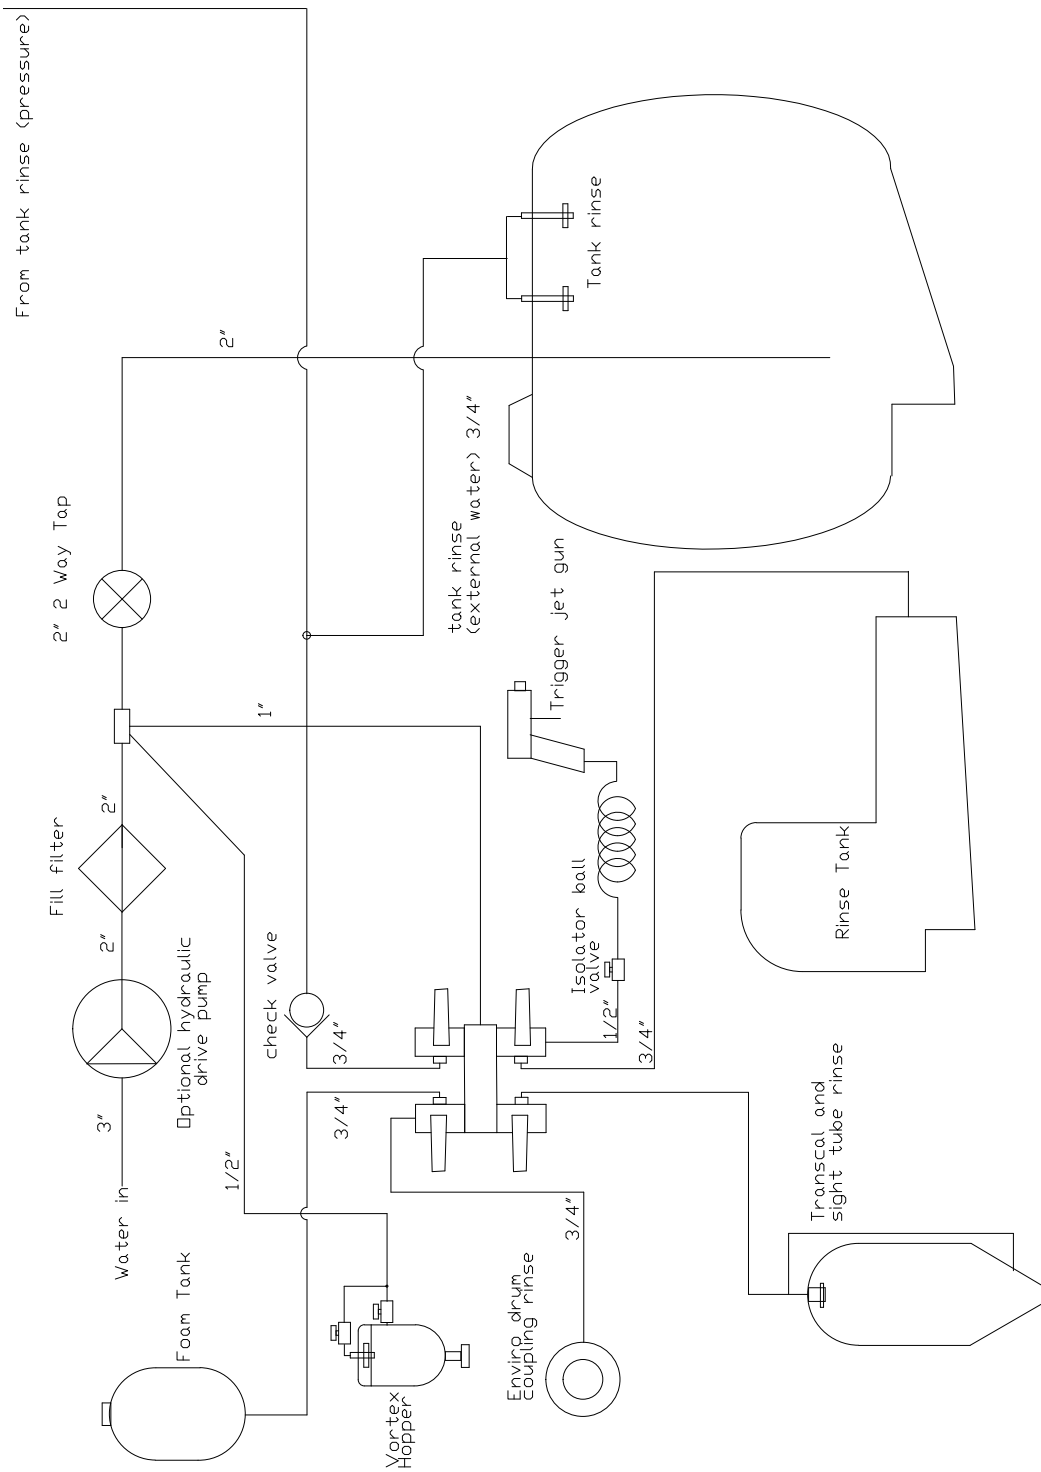 From tank rinse (pressure)
2"
Tank rinse
2" 2 Way Tap
tank rinse
(external water) 3/4"
1"
Trigger jet gun
2"
Fill filter
2"
Optional hydraulic
drive pump
check valve
Isolator ball
valve
Rinse Tank
3"
3/4"
3/4"
1/2"
3/4"
Water in
1/2"
Transcal and
sight tube rinse
3/4"
Foam Tank
Enviro drum
coupling rinse
Vortex
Hopper